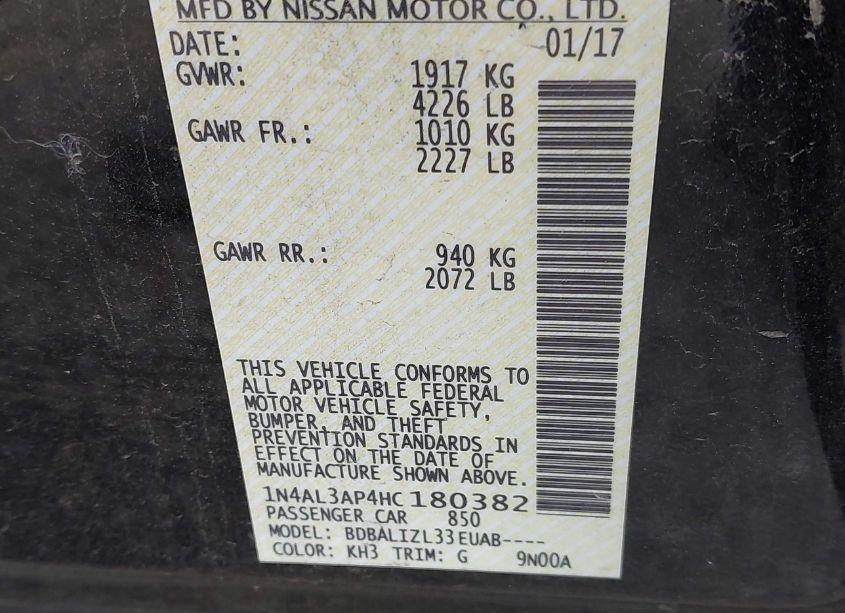 MFD BY NISSAN MOTOR CO., LTD.
DATE: 01/17
GVWR: 1917 KG
4226 LB
GAWR FR.: 1010 KG
2227 LB
GAWR RR.: 940 KG
2072 LB
THIS VEHICLE CONFORMS TO
ALL APPLICABLE FEDERAL
MOTOR VEHICLE SAFETY,
BUMPER, AND THEFT
PREVENTION STANDARDS IN
EFFECT ON THE DATE OF
MANUFACTURE SHOWN ABOVE.
1N4AL3AP4HC180382
PASSENGER CAR 850
MODEL: BDBALIZL33EUAB----
COLOR: KH3 TRIM: G 9N00A